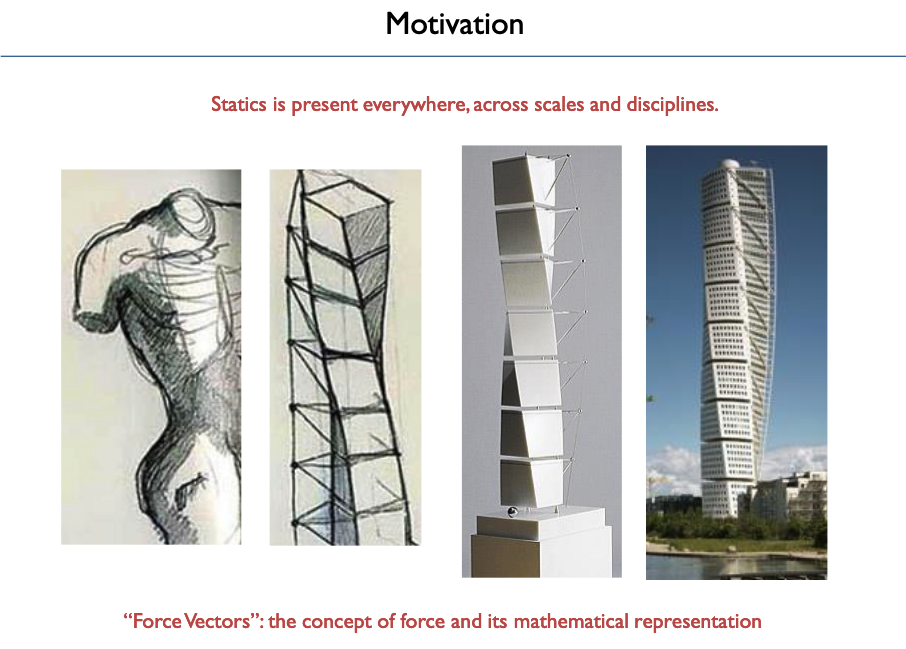 Motivation
Statics is present everywhere, across scales and disciplines.
“Force Vectors”: the concept of force and its mathematical representation